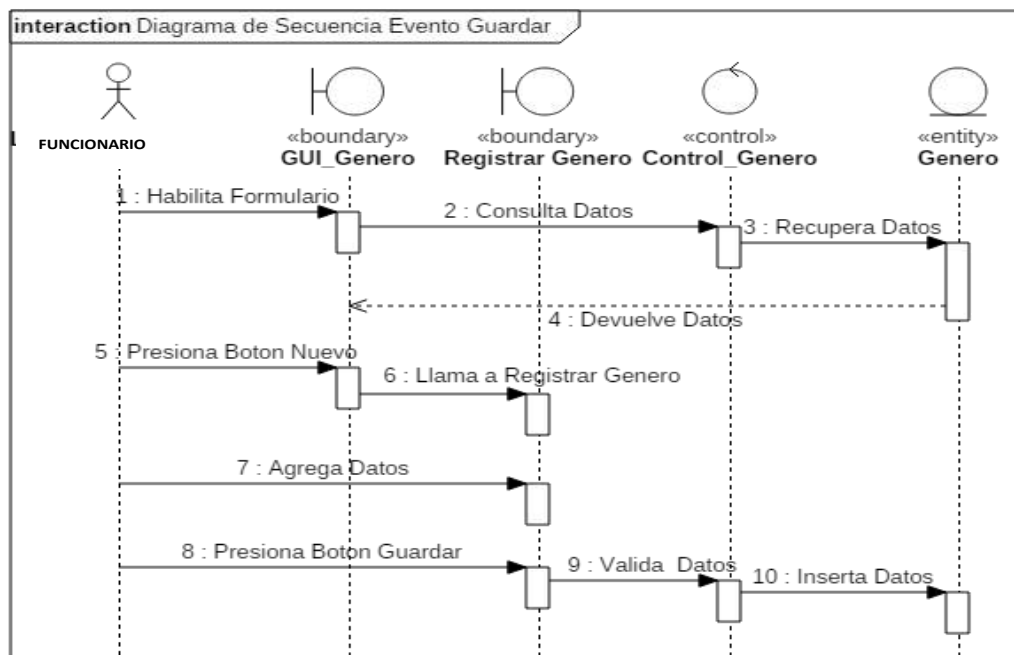 interaction Diagrama de Secuencia Evento Guardar
FUNCIONARIO
«boundary»
GUI_Genero
«boundary»
Registrar Genero
«control»
Control_Genero
«entity»
Genero
1 : Habilita Formulario
2 : Consulta Datos
3 : Recupera Datos
4 : Devuelve Datos
5 : Presiona Boton Nuevo
6 : Llama a Registrar Genero
7 : Agrega Datos
8 : Presiona Boton Guardar
9 : Valida Datos
10 : Inserta Datos